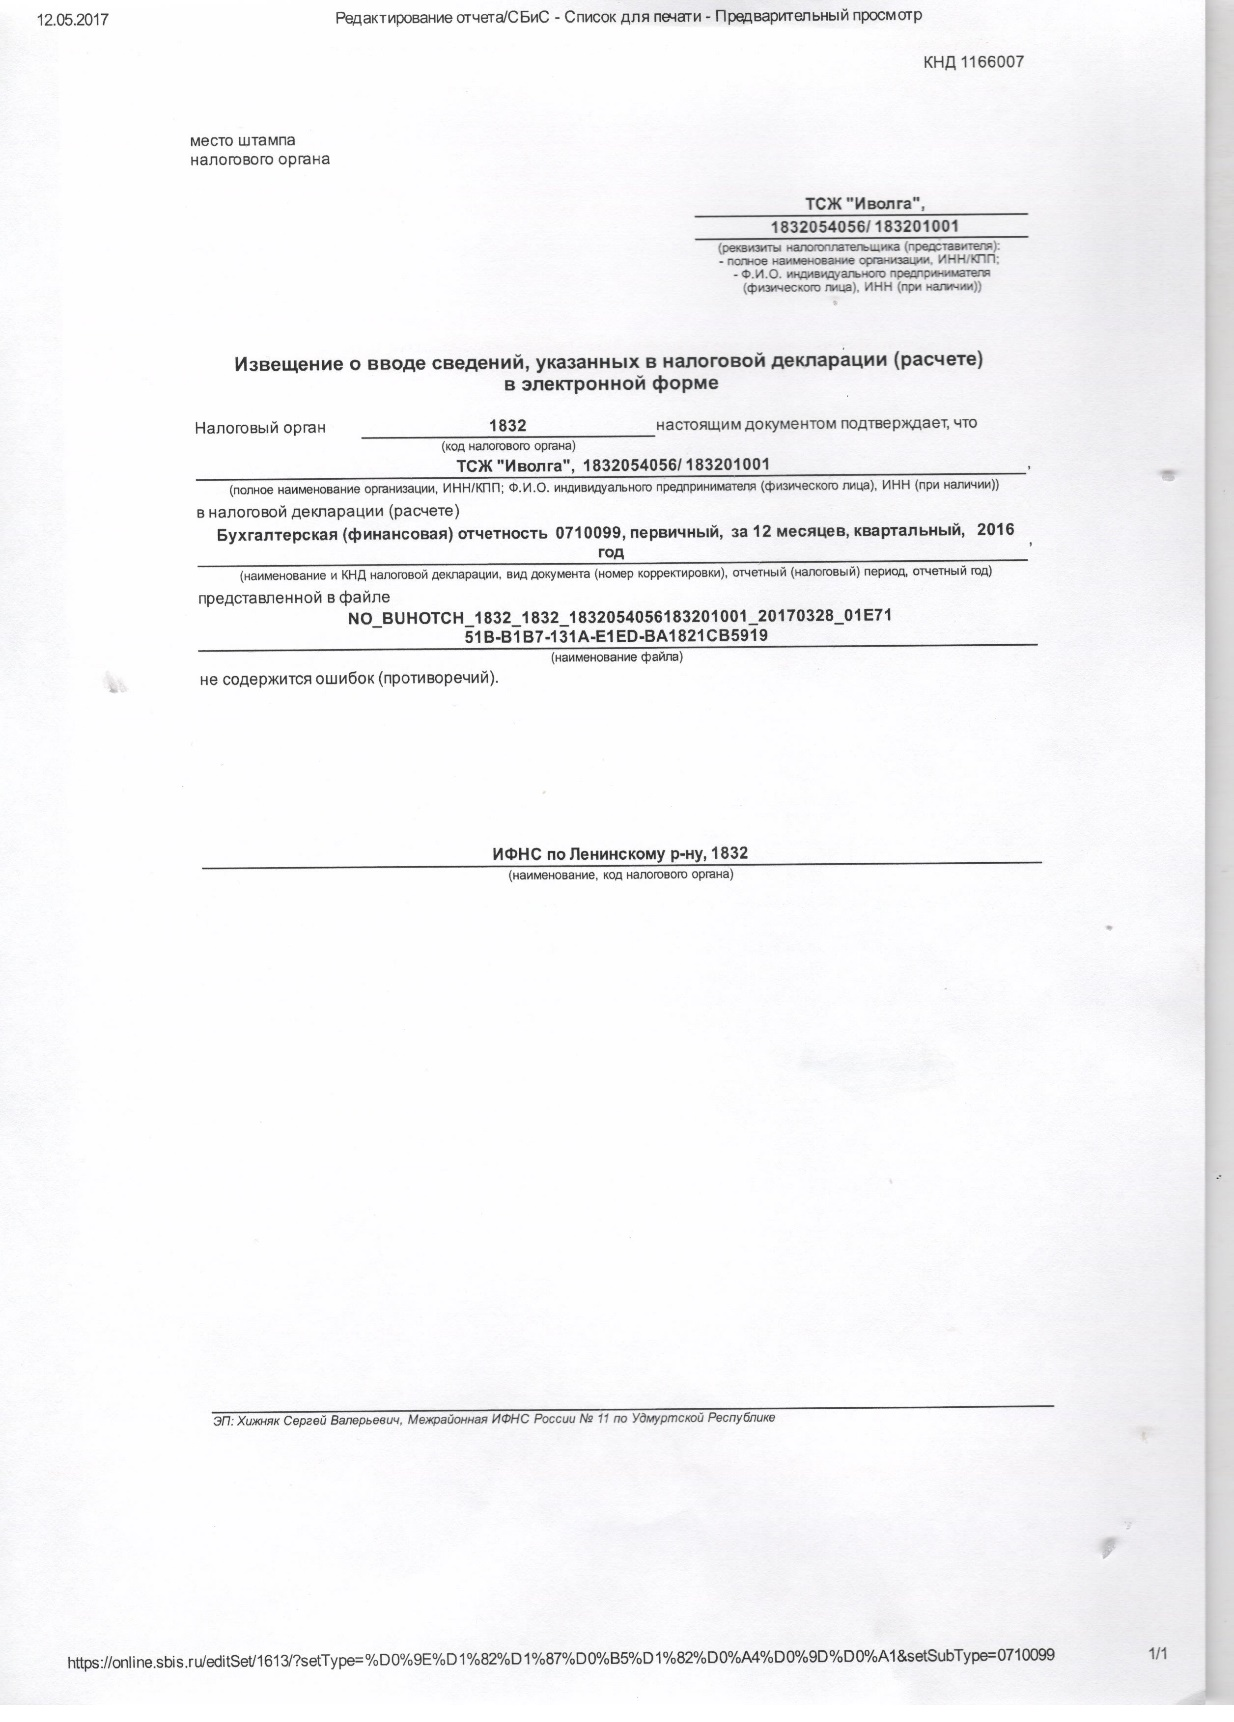 12.05.2017
Редактирование отчета/СБиС - Список для печати - Предварительный просмотр
КНД 1166007
место штампа
налогового органа
ТСЖ "Иволга",
1832054056/ 183201001
(реквизиты налогоплательщика (представителя):
- полное наименование организации, ИНН/КПП;
- Ф.И.О. индивидуального предпринимателя
(физического лица), ИНН (при наличии))
Извещение о вводе сведений, указанных в налоговой декларации (расчете)
в электронной форме
Налоговый орган 1832 настоящим документом подтверждает, что
(код налогового органа)
ТСЖ "Иволга", 1832054056/ 183201001 ,
(полное наименование организации, ИНН/КПП; Ф.И.О. индивидуального предпринимателя (физического лица), ИНН (при наличии))
в налоговой декларации (расчете)
Бухгалтерская (финансовая) отчетность 0710099, первичный, за 12 месяцев, квартальный, 2016
год ,
(наименование и КНД налоговой декларации, вид документа (номер корректировки), отчетный (налоговый) период, отчетный год)
представленной в файле
NO_BUHOTCH_1832_1832_1832054056183201001_20170328_01E71
51B-B1B7-131A-E1ED-BA1821CB5919
(наименование файла)
не содержится ошибок (противоречий).
ИФНС по Ленинскому р-ну, 1832
(наименование, код налогового органа)
ЭП: Хижняк Сергей Валерьевич, Межрайонная ИФНС России № 11 по Удмуртской Республике
https://online.sbis.ru/editSet/1613/?setType=%D0%9E%D1%82%D1%87%D0%B5%D1%82%D0%A4%D0%9D%D0%A1&setSubType=0710099
1/1